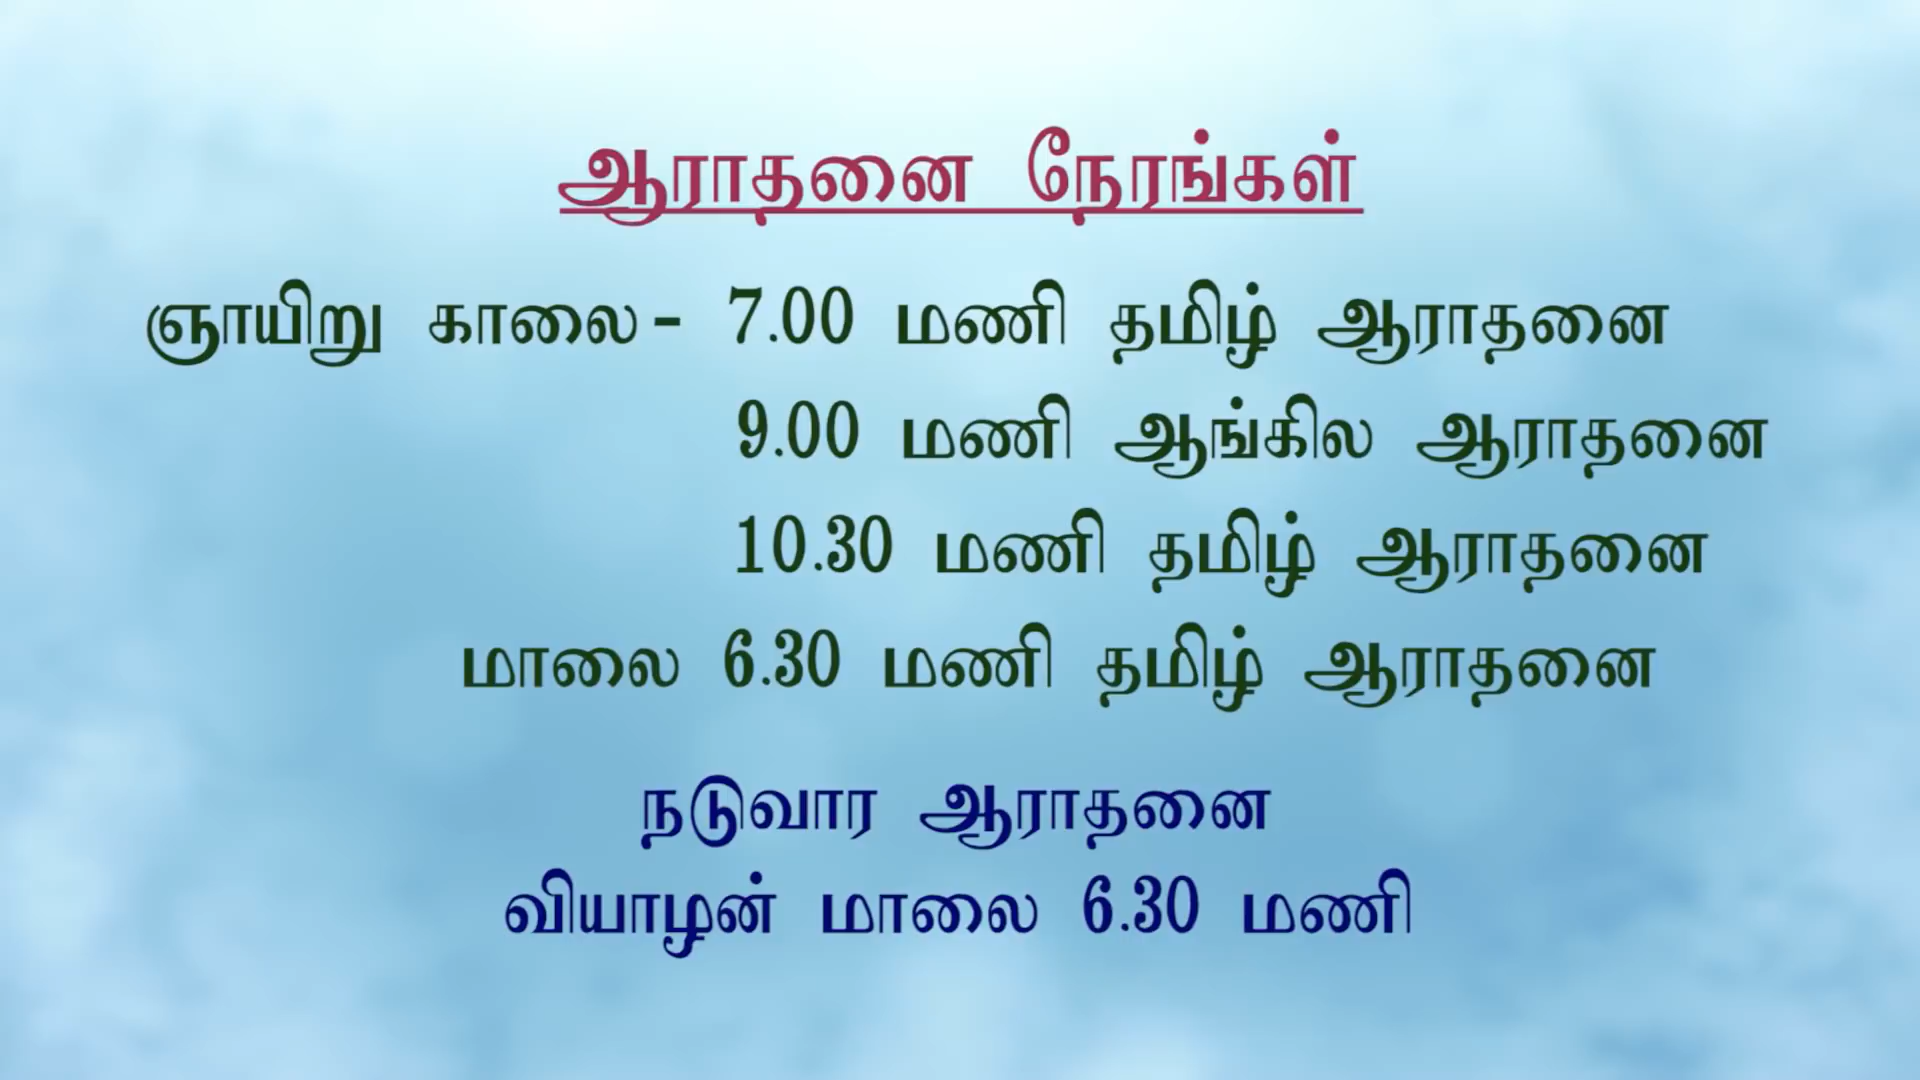 ஆராதனை நேரங்கள்
ஞாயிறு காலை - 7.00 மணி தமிழ் ஆராதனை
9.00 மணி ஆங்கில ஆராதனை
10.30 மணி தமிழ் ஆராதனை
மாலை 6.30 மணி தமிழ் ஆராதனை
நடுவார ஆராதனை
வியாழன் மாலை 6.30 மணி